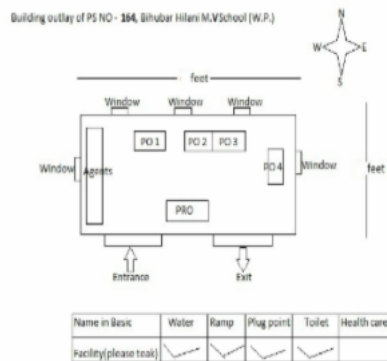 Building outlay of PS NO - 164, Bihubar Hilani M.V School (W.P.)
N
W E
S
feet
Window Window Window
PO 1 PO 2 PO 3
Window Agents PO 4 Window
feet
PRO
Entrance Exit
Name in Basic Water Ramp Plug point Toilet Health care
Facility(please teak)